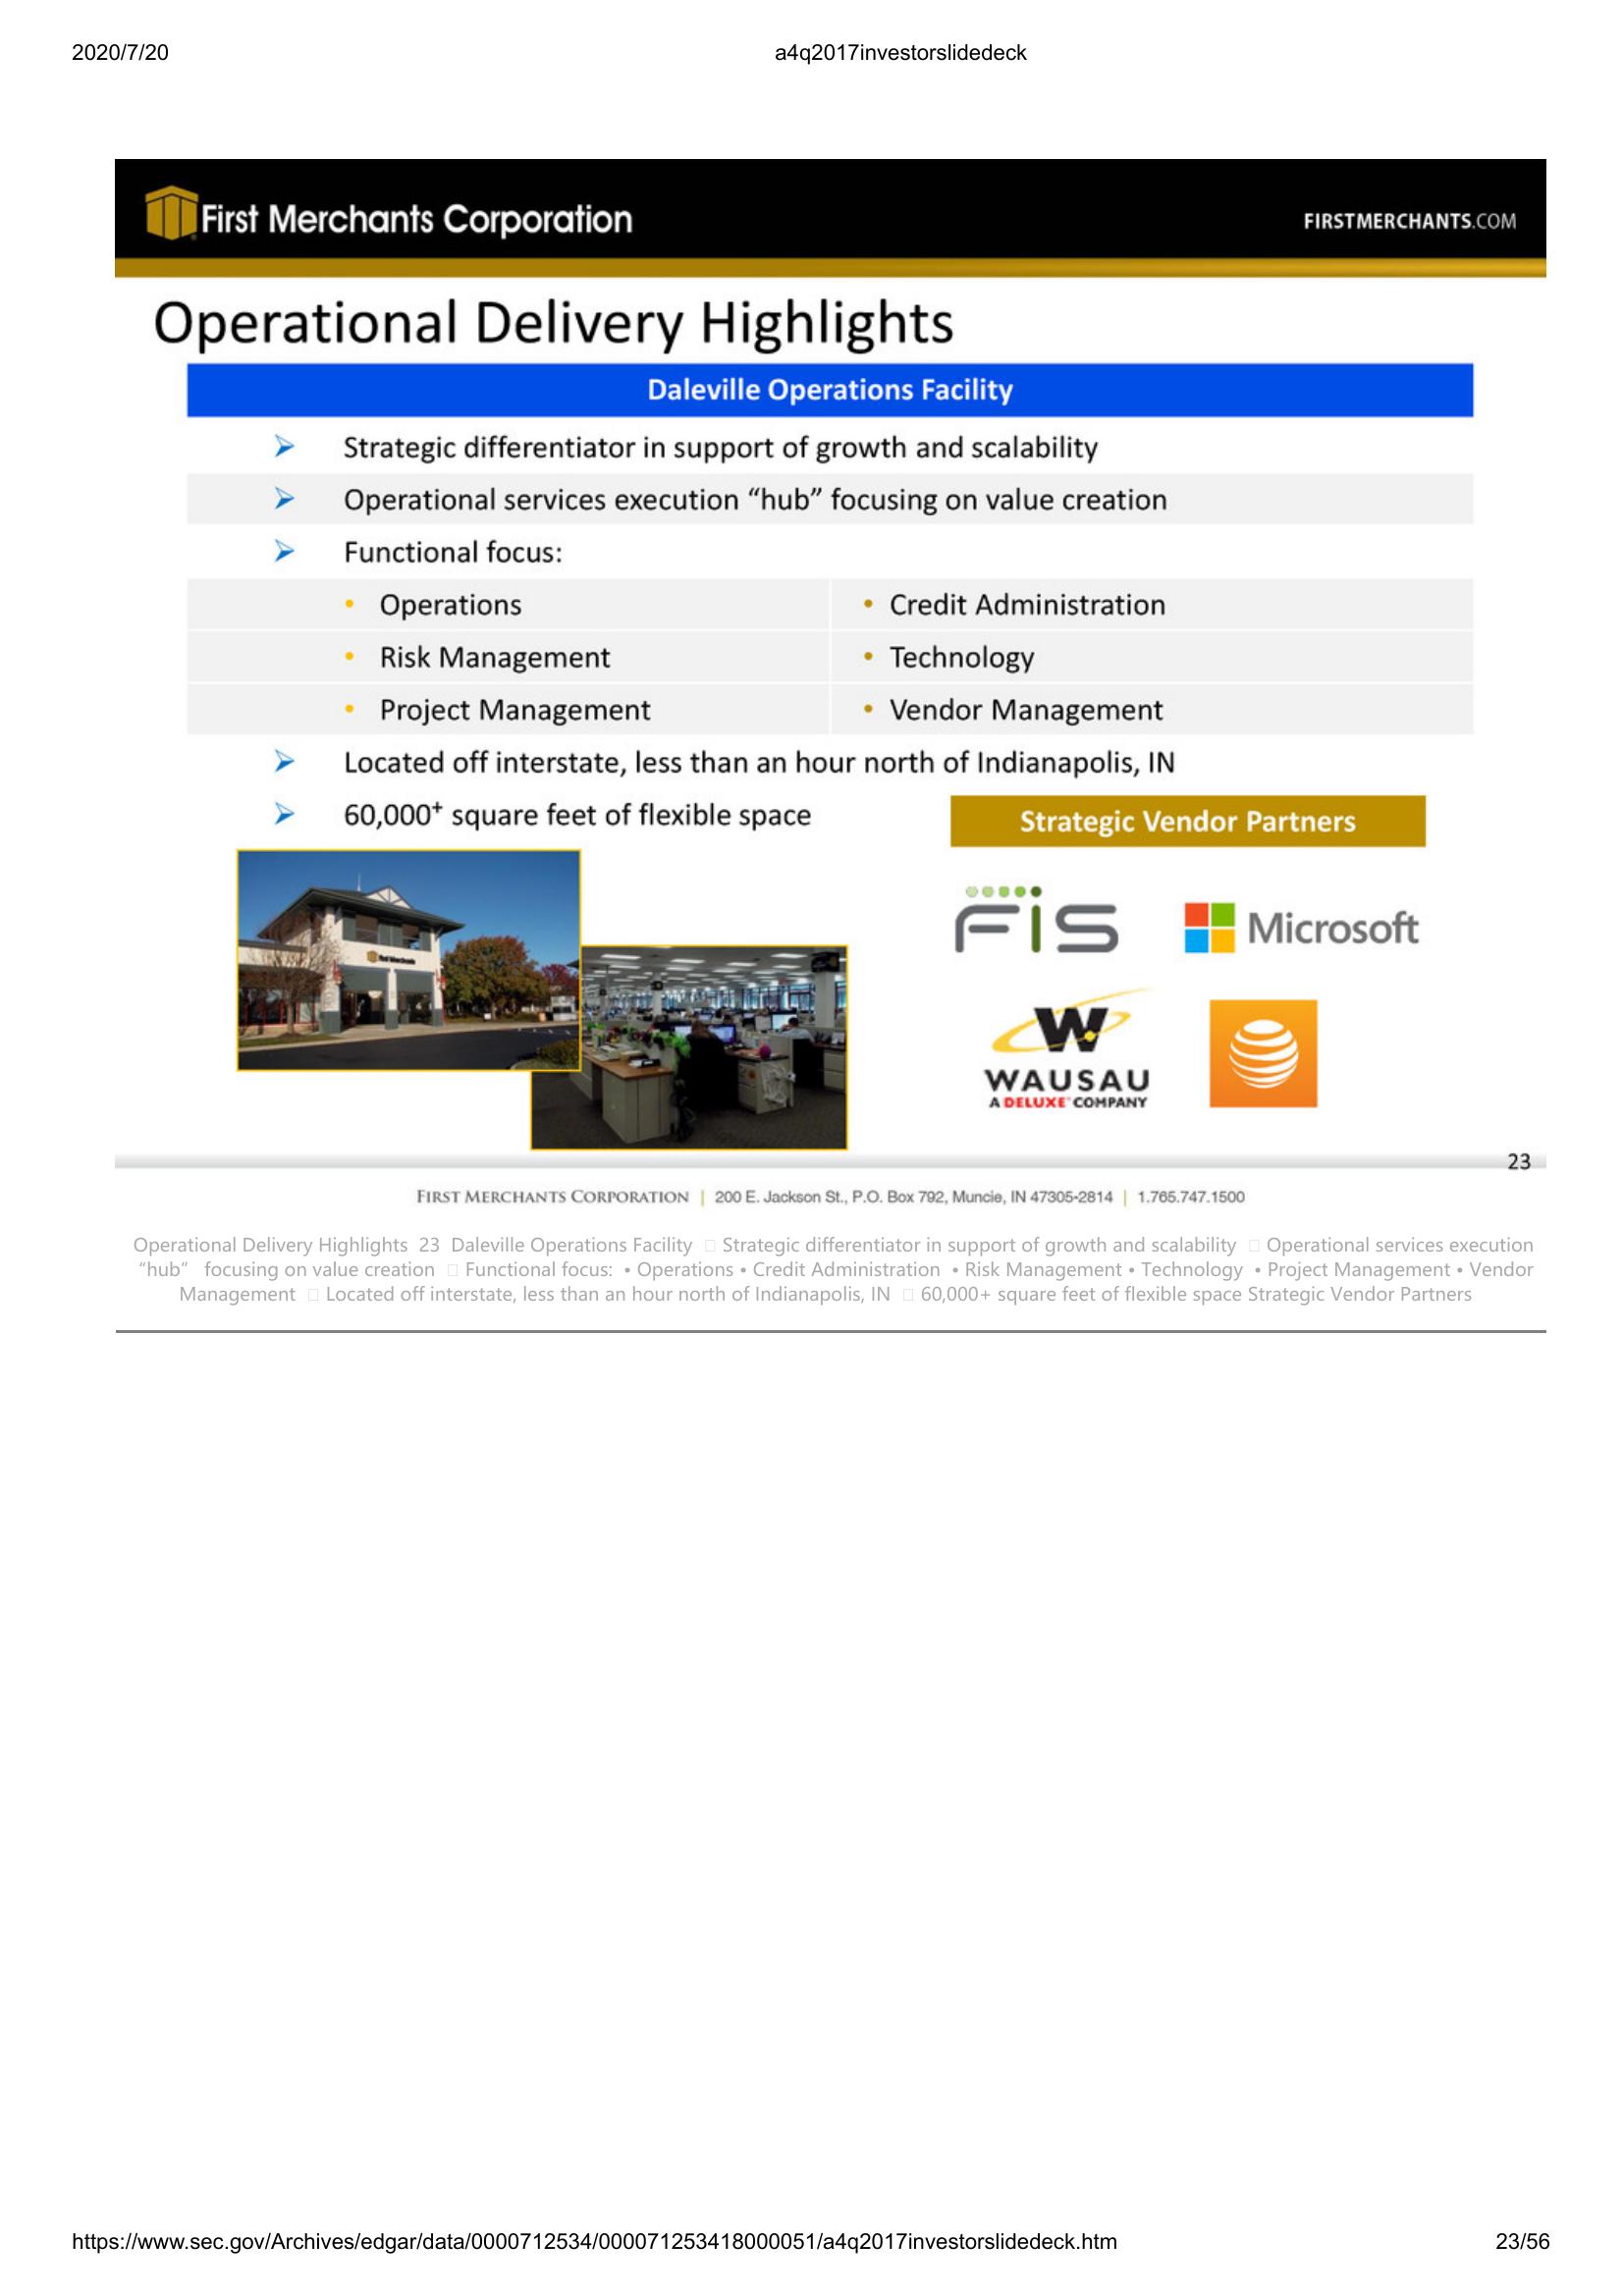 2020/7/20 a4q2017investorslidedeck
First Merchants Corporation FIRSTMERCHANTS.COM
Operational Delivery Highlights
Daleville Operations Facility
➢ Strategic differentiator in support of growth and scalability
➢ Operational services execution “hub” focusing on value creation
➢ Functional focus:
• Operations • Credit Administration
• Risk Management • Technology
• Project Management • Vendor Management
➢ Located off interstate, less than an hour north of Indianapolis, IN
➢ 60,000⁺ square feet of flexible space
Strategic Vendor Partners
First Merchants
FIS Microsoft
W
WAUSAU
A DELUXE COMPANY
23
FIRST MERCHANTS CORPORATION | 200 E. Jackson St., P.O. Box 792, Muncie, IN 47305-2814 | 1.765.747.1500
Operational Delivery Highlights 23 Daleville Operations Facility □ Strategic differentiator in support of growth and scalability □ Operational services execution
“hub” focusing on value creation □ Functional focus: • Operations • Credit Administration • Risk Management • Technology • Project Management • Vendor
Management □ Located off interstate, less than an hour north of Indianapolis, IN □ 60,000+ square feet of flexible space Strategic Vendor Partners
https://www.sec.gov/Archives/edgar/data/0000712534/000071253418000051/a4q2017investorslidedeck.htm 23/56